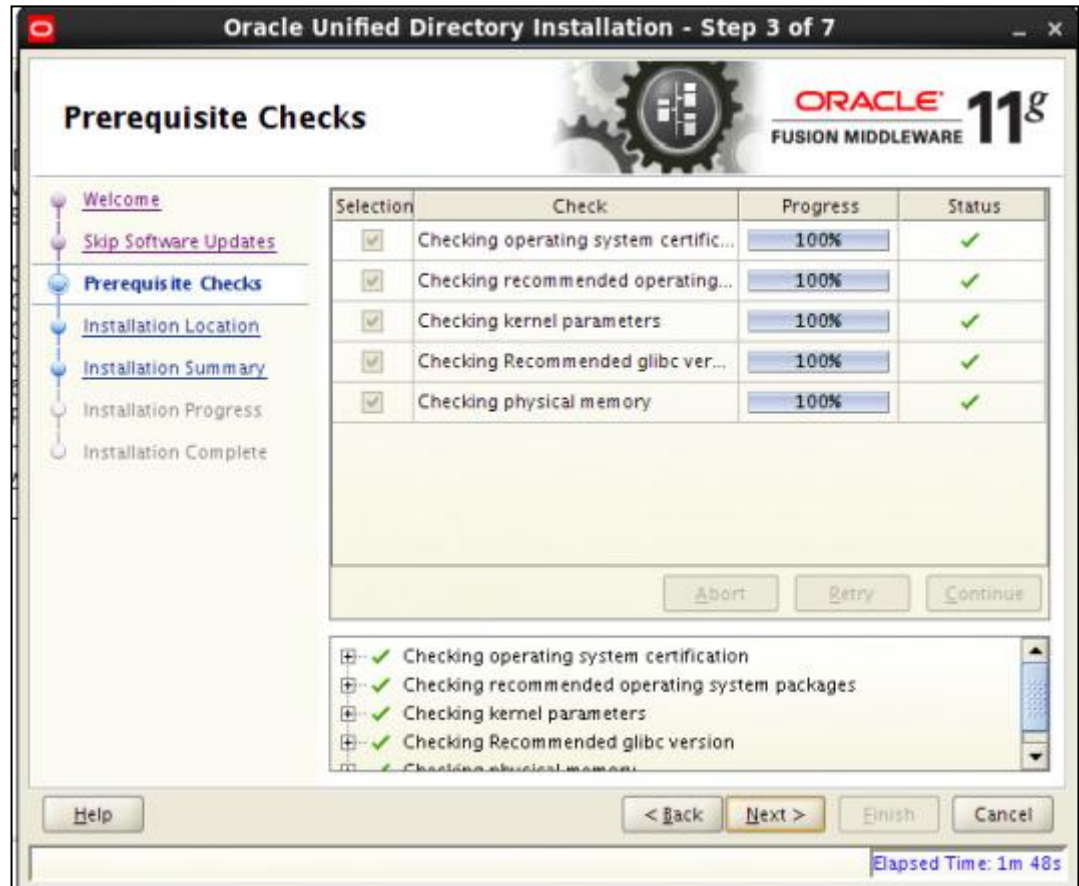 Oracle Unified Directory Installation - Step 3 of 7
Prerequisite Checks
ORACLE
FUSION MIDDLEWARE 11g
Welcome
Skip Software Updates
Prerequisite Checks
Installation Location
Installation Summary
Installation Progress
Installation Complete
Selection Check Progress Status
Checking operating system certific... 100%
Checking recommended operating... 100%
Checking kernel parameters 100%
Checking Recommended glibc ver... 100%
Checking physical memory 100%
Abort Retry Continue
Checking operating system certification
Checking recommended operating system packages
Checking kernel parameters
Checking Recommended glibc version
Checking physical memory
Help < Back Next > Finish Cancel
Elapsed Time: 1m 48s